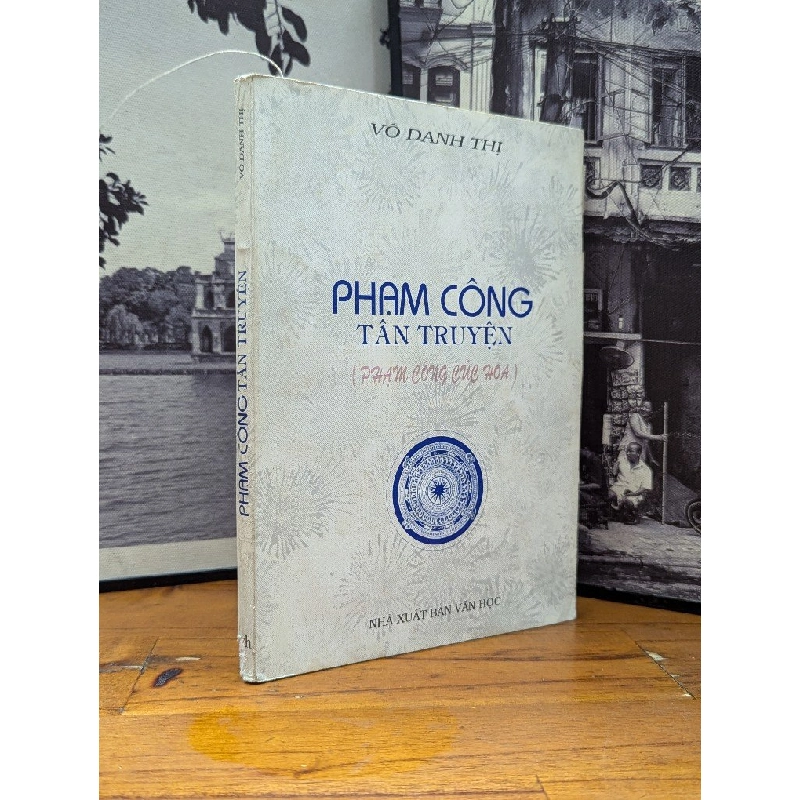 VÔ DANH THỊ
PHẠM CÔNG
TÂN TRUYỆN
(PHẠM CÔNG CÚC HOA)
NHÀ XUẤT BẢN VĂN HỌC
VÔ DANH THỊ
PHẠM CÔNG TÂN TRUYỆN